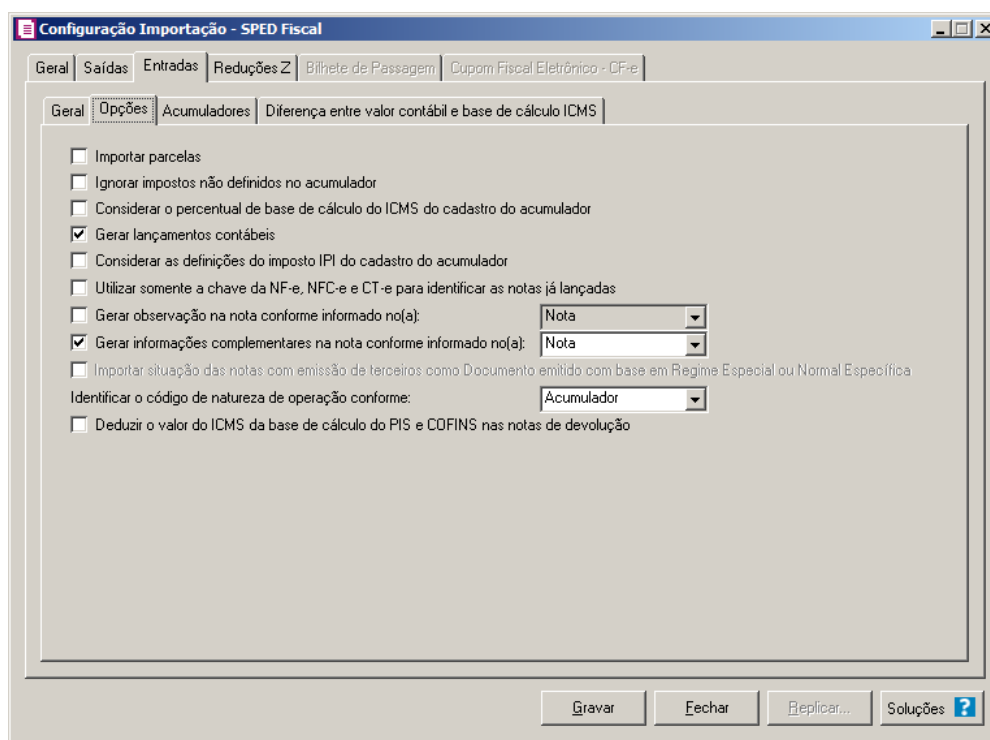 Configuração Importação - SPED Fiscal
Geral Saídas Entradas Reduções Z Bilhete de Passagem Cupom Fiscal Eletrônico - CF-e
Geral Opções Acumuladores Diferença entre valor contábil e base de cálculo ICMS
Importar parcelas
Ignorar impostos não definidos no acumulador
Considerar o percentual de base de cálculo do ICMS do cadastro do acumulador
Gerar lançamentos contábeis
Considerar as definições do imposto IPI do cadastro do acumulador
Utilizar somente a chave da NF-e, NFC-e e CT-e para identificar as notas já lançadas
Gerar observação na nota conforme informado no(a): Nota
Gerar informações complementares na nota conforme informado no(a): Nota
Importar situação das notas com emissão de terceiros como Documento emitido com base em Regime Especial ou Normal Específica
Identificar o código de natureza de operação conforme: Acumulador
Deduzir o valor do ICMS da base de cálculo do PIS e COFINS nas notas de devolução
Gravar Fechar Replicar... Soluções ?